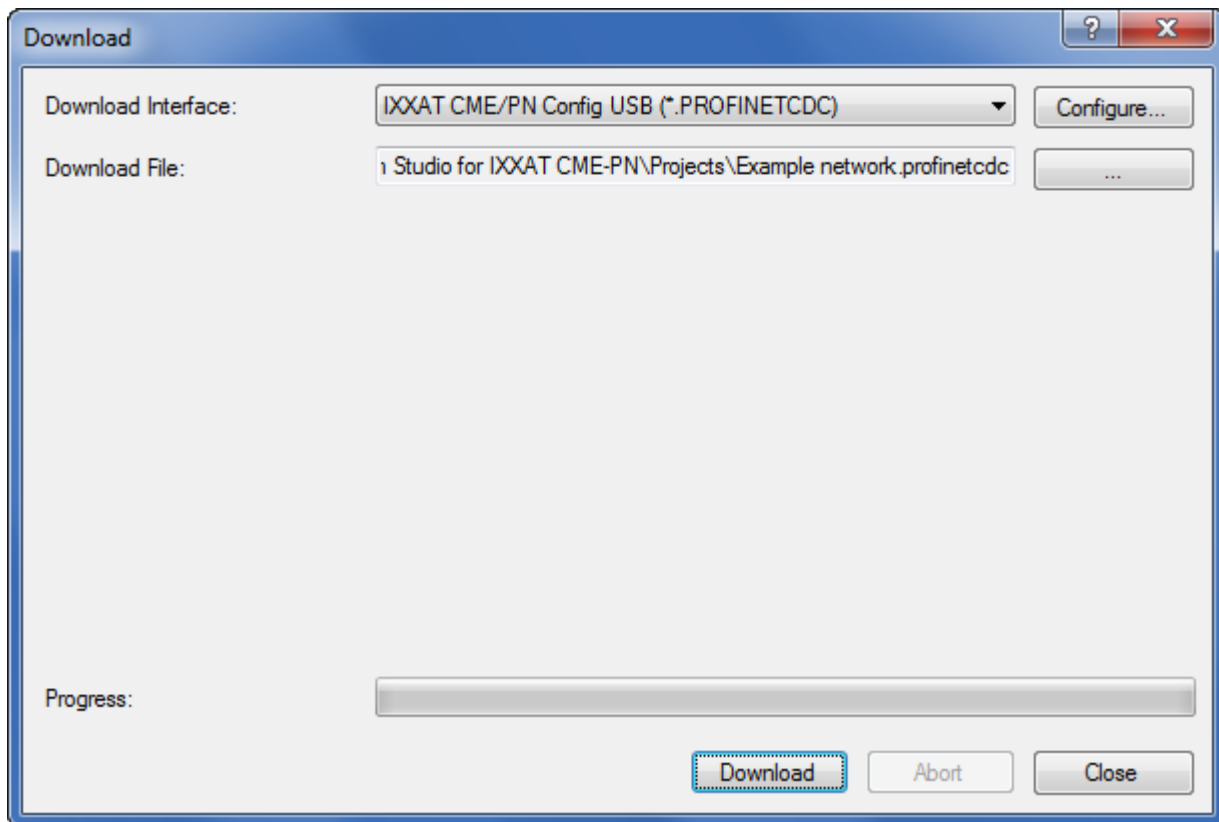 Download
?
X
Download Interface: IXXAT CME/PN Config USB (*.PROFINETCDC) Configure...
Download File: Studio for IXXAT CME-PN\Projects\Example network.profinetcdc ...
Progress:
Download Abort Close